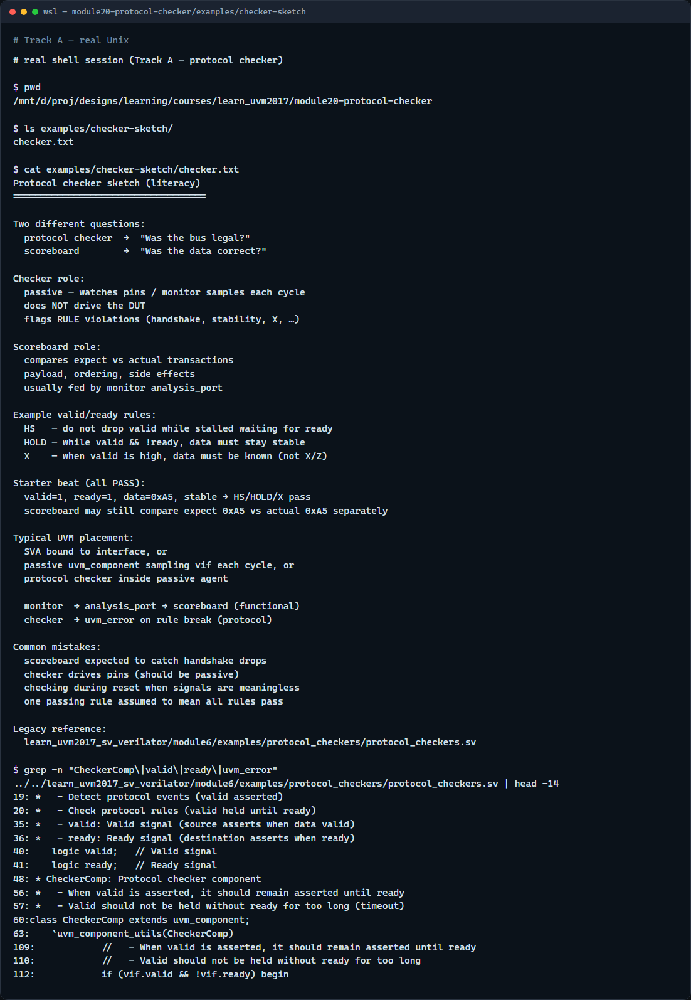 wsl — module20-protocol-checker/examples/checker-sketch
# Track A — real Unix
# real shell session (Track A — protocol checker)
$ pwd
/mnt/d/proj/designs/learning/courses/learn_uvm2017/module20-protocol-checker
$ ls examples/checker-sketch/
checker.txt
$ cat examples/checker-sketch/checker.txt
Protocol checker sketch (literacy)
===================================
Two different questions:
  protocol checker  →  "Was the bus legal?"
  scoreboard        →  "Was the data correct?"
Checker role:
  passive — watches pins / monitor samples each cycle
  does NOT drive the DUT
  flags RULE violations (handshake, stability, X, …)
Scoreboard role:
  compares expect vs actual transactions
  payload, ordering, side effects
  usually fed by monitor analysis_port
Example valid/ready rules:
  HS   — do not drop valid while stalled waiting for ready
  HOLD — while valid && !ready, data must stay stable
  X    — when valid is high, data must be known (not X/Z)
Starter beat (all PASS):
  valid=1, ready=1, data=0xA5, stable → HS/HOLD/X pass
  scoreboard may still compare expect 0xA5 vs actual 0xA5 separately
Typical UVM placement:
  SVA bound to interface, or
  passive uvm_component sampling vif each cycle, or
  protocol checker inside passive agent
  monitor  → analysis_port → scoreboard (functional)
  checker  → uvm_error on rule break (protocol)
Common mistakes:
  scoreboard expected to catch handshake drops
  checker drives pins (should be passive)
  checking during reset when signals are meaningless
  one passing rule assumed to mean all rules pass
Legacy reference:
  learn_uvm2017_sv_verilator/module6/examples/protocol_checkers/protocol_checkers.sv
$ grep -n "CheckerComp\|valid\|ready\|uvm_error"
../../learn_uvm2017_sv_verilator/module6/examples/protocol_checkers/protocol_checkers.sv | head -14
19: *   - Detect protocol events (valid asserted)
20: *   - Check protocol rules (valid held until ready)
35: *   - valid: Valid signal (source asserts when data valid)
36: *   - ready: Ready signal (destination asserts when ready)
40:    logic valid;   // Valid signal
41:    logic ready;   // Ready signal
48: * CheckerComp: Protocol checker component
56: *   - When valid is asserted, it should remain asserted until ready
57: *   - Valid should not be held without ready for too long (timeout)
60:class CheckerComp extends uvm_component;
63:    `uvm_component_utils(CheckerComp)
109:            //   - When valid is asserted, it should remain asserted until ready
110:            //   - Valid should not be held without ready for too long
112:            if (vif.valid && !vif.ready) begin